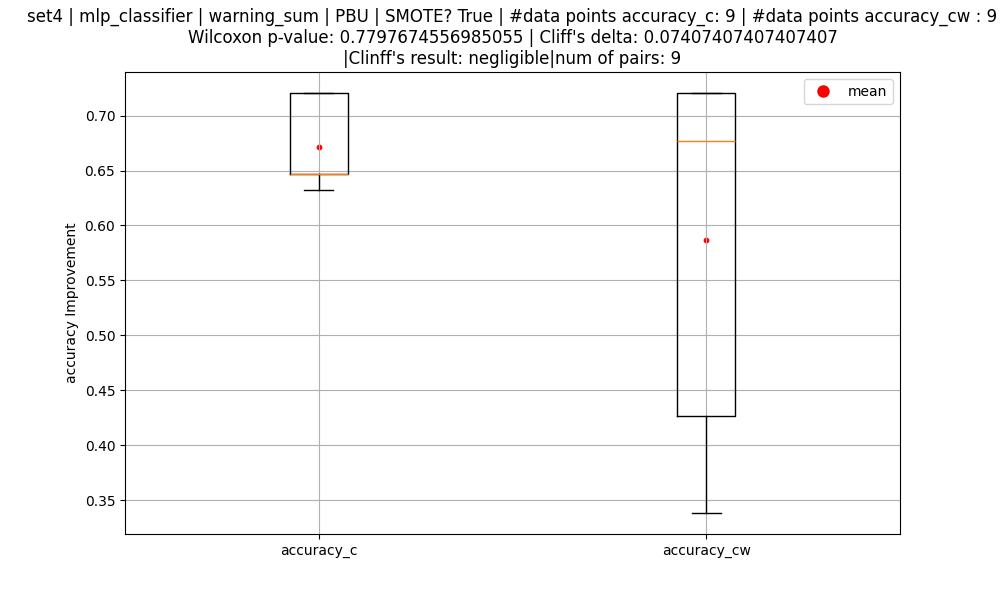 set4 | mlp_classifier | warning_sum | PBU | SMOTE? True | #data points accuracy_c: 9 | #data points accuracy_cw : 9
Wilcoxon p-value: 0.7797674556985055 | Cliff's delta: 0.07407407407407407
|Clinff's result: negligible|num of pairs: 9
mean
0.70
0.65
0.60
0.55
0.50
0.45
0.40
0.35
accuracy Improvement
accuracy_c
accuracy_cw